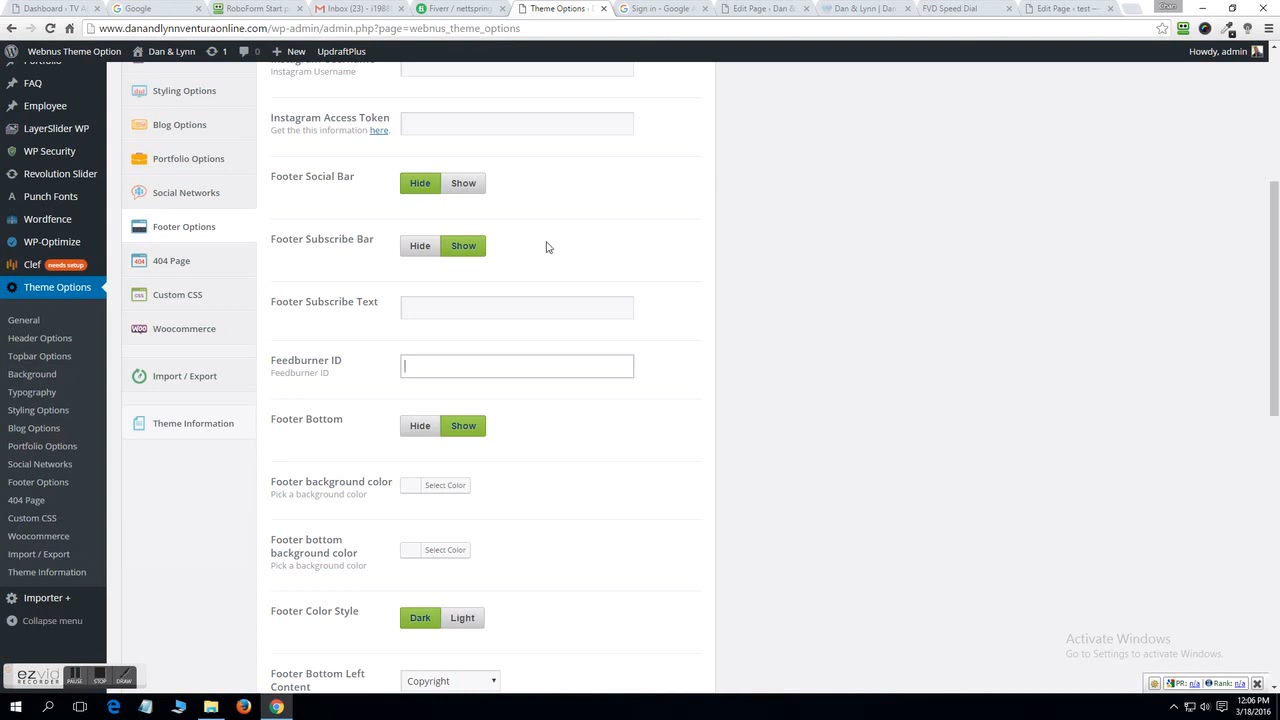 Dashboard ‹ TV A
Google
RoboForm Start p
Inbox (23) - i1988
Fiverr / nettspring
Theme Options ‹ D
Sign in - Google A
Edit Page ‹ Dan &
Dan & Lynn | Dan
FVD Speed Dial
Edit Page ‹ test —
www.danandlynnventuraonline.com/wp-admin/admin.php?page=webnus_theme_options
Webnus Theme Option
Dan & Lynn
1
0
New
UpdraftPlus
Howdy, admin
FAQ
Employee
LayerSlider WP
WP Security
Revolution Slider
Punch Fonts
Wordfence
WP-Optimize
Clef needs setup
Theme Options
General
Header Options
Topbar Options
Background
Typography
Styling Options
Blog Options
Portfolio Options
Social Networks
Footer Options
404 Page
Custom CSS
Woocommerce
Import / Export
Theme Information
Importer +
Collapse menu
Styling Options
Blog Options
Portfolio Options
Social Networks
Footer Options
404 Page
Custom CSS
Woocommerce
Import / Export
Theme Information
Instagram Username
Instagram Access Token
Get the this information here.
Footer Social Bar
Hide Show
Footer Subscribe Bar
Hide Show
Footer Subscribe Text
Feedburner ID
Feedburner ID
Footer Bottom
Hide Show
Footer background color
Pick a background color
Select Color
Footer bottom
background color
Pick a background color
Select Color
Footer Color Style
Dark Light
Footer Bottom Left
Content
Copyright
Activate Windows
Go to Settings to activate Windows.
ezvid
RECORDER
PAUSE
STOP
DRAW
PR: n/a
Rank: n/a
12:06 PM
3/18/2016